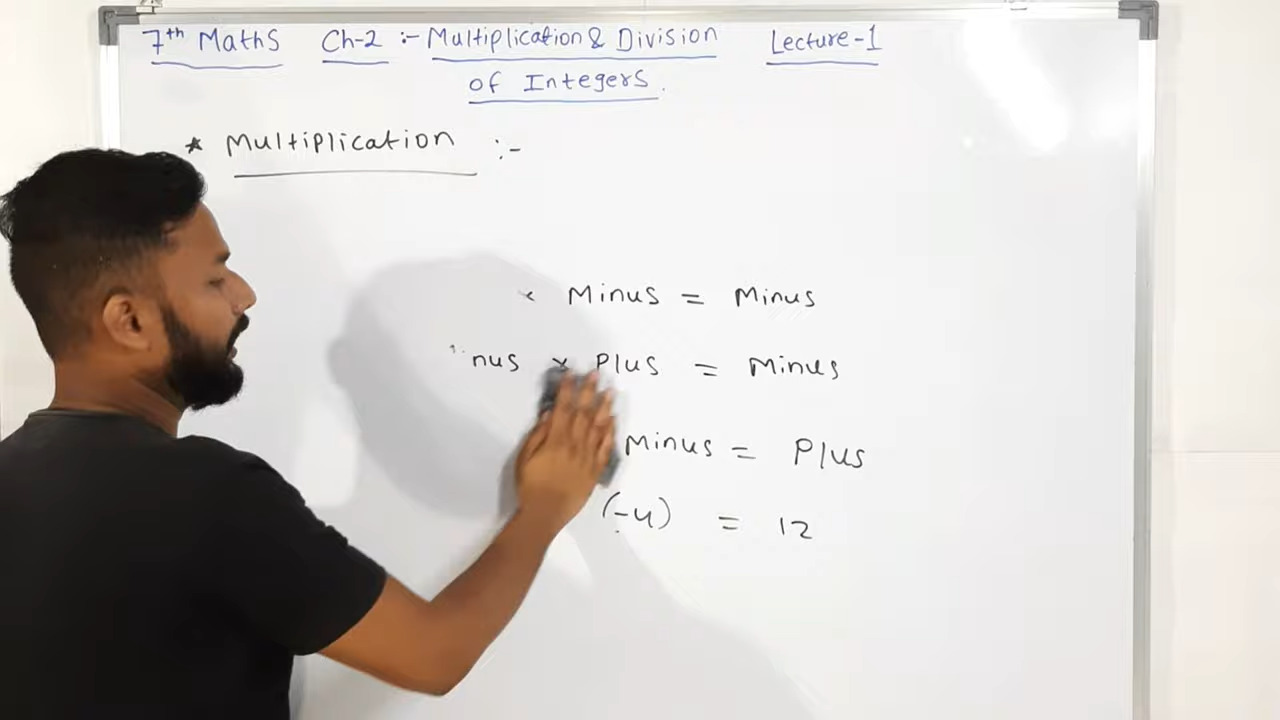 7th Maths Ch-2 :- Multiplication & Division Lecture-1
of Integers.
* Multiplication :-
× Minus = Minus
nus × Plus = Minus
Minus = Plus
(-4) = 12